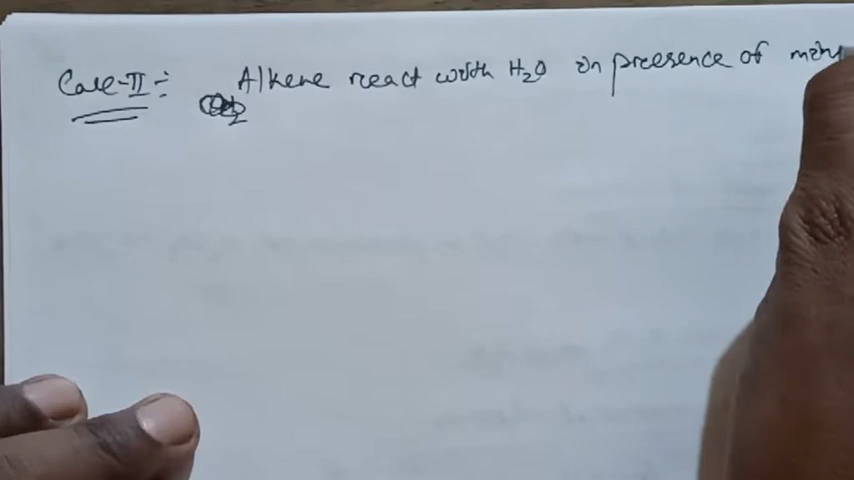 Case-II :- Alkene react with H2O in presence of